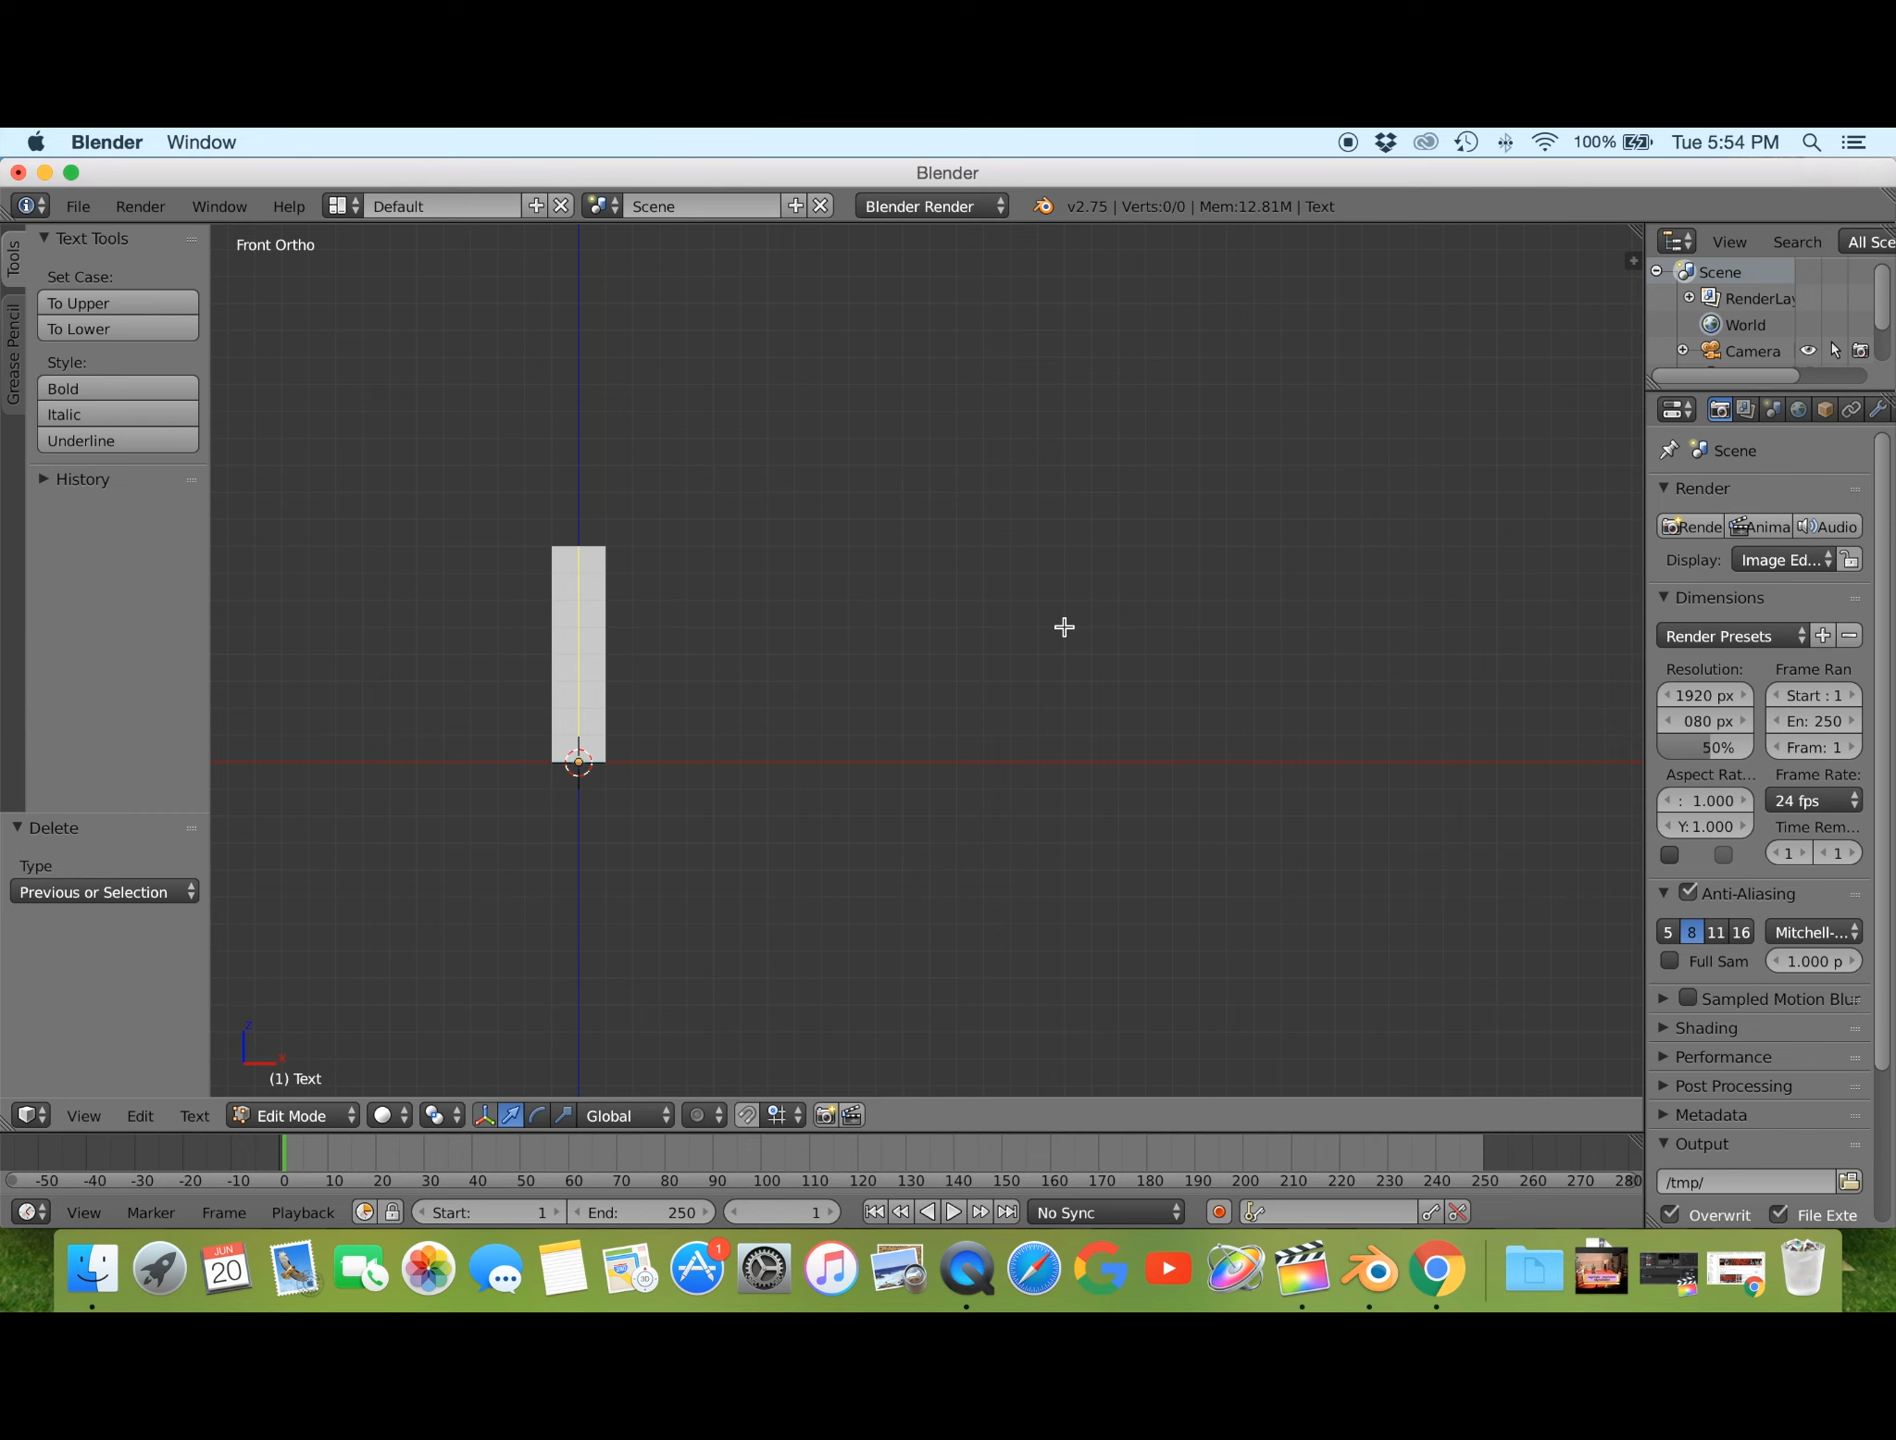 Blender Window 100% Tue 5:54 PM
Blender
File Render Window Help Default Scene Blender Render v2.75 | Verts:0/0 | Mem:12.81M | Text
Tools
Grease Pencil
Text Tools
Set Case:
To Upper
To Lower
Style:
Bold
Italic
Underline
History
Delete
Type
Previous or Selection
Front Ortho
z
x
(1) Text
View Edit Text Edit Mode Global
View Search All Sce
Scene
RenderLay
World
Camera
Scene
Render
Rende Anima Audio
Display: Image Ed...
Dimensions
Render Presets
Resolution: Frame Ran
1920 px Start : 1
080 px En: 250
50% Fram: 1
Aspect Rat... Frame Rate:
: 1.000 24 fps
Y: 1.000 Time Rem...
1 1
Anti-Aliasing
5 8 11 16 Mitchell-...
Full Sam 1.000 p
Sampled Motion Blur
Shading
Performance
Post Processing
Metadata
Output
/tmp/
Overwrit File Exte
-50 -40 -30 -20 -10 0 10 20 30 40 50 60 70 80 90 100 110 120 130 140 150 160 170 180 190 200 210 220 230 240 250 260 270 280
View Marker Frame Playback Start: 1 End: 250 1 No Sync
JUN
20
3D
1